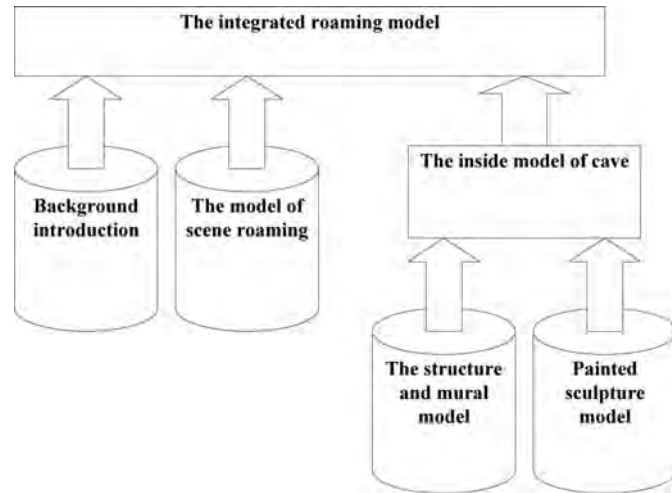 The integrated roaming model
The inside model of cave
Background
introduction
The model of
scene roaming
The structure
and mural
model
Painted
sculpture
model